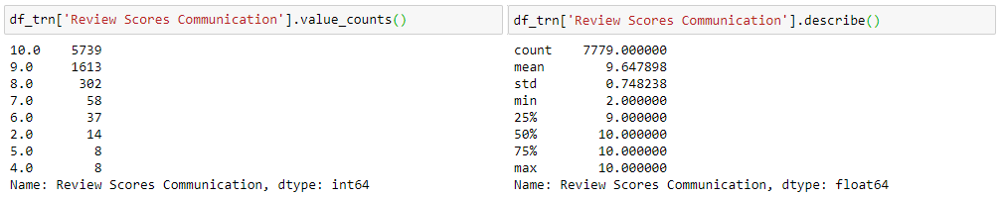 df_trn['Review Scores Communication'].value_counts()
10.0    5739
9.0     1613
8.0      302
7.0       58
6.0       37
2.0       14
5.0        8
4.0        8
Name: Review Scores Communication, dtype: int64
df_trn['Review Scores Communication'].describe()
count    7779.000000
mean        9.647898
std         0.748238
min         2.000000
25%         9.000000
50%        10.000000
75%        10.000000
max        10.000000
Name: Review Scores Communication, dtype: float64